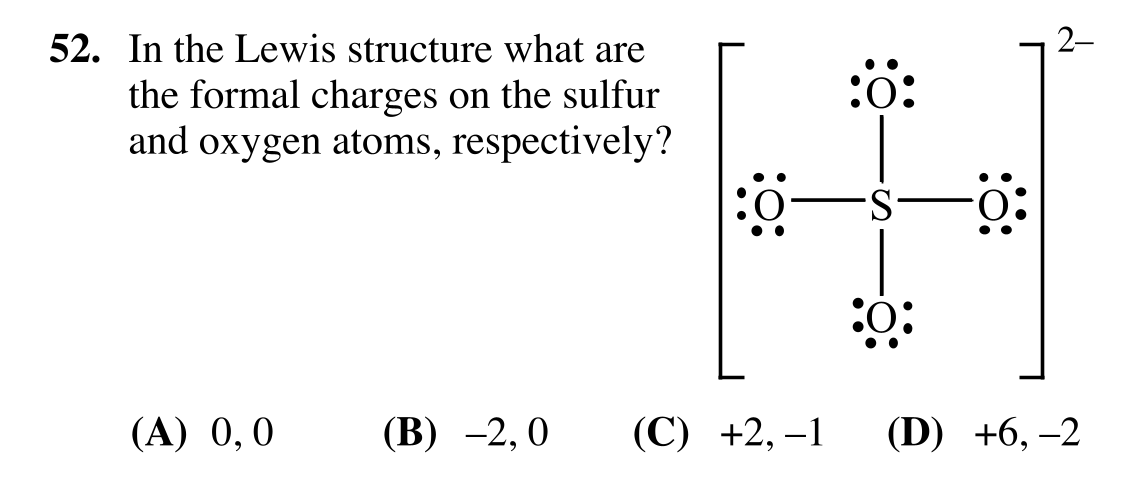 52. In the Lewis structure what are
the formal charges on the sulfur
and oxygen atoms, respectively?
2–
:O:
:O — S — O:
:O:
(A) 0, 0 (B) –2, 0 (C) +2, –1 (D) +6, –2